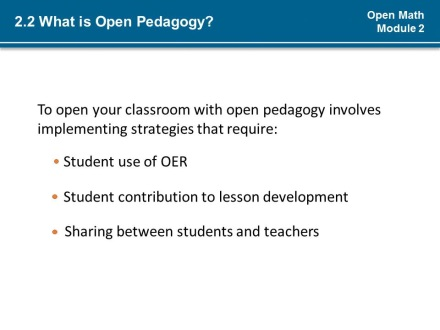 2.2 What is Open Pedagogy?
Open Math
Module 2
To open your classroom with open pedagogy involves
implementing strategies that require:
• Student use of OER
• Student contribution to lesson development
• Sharing between students and teachers